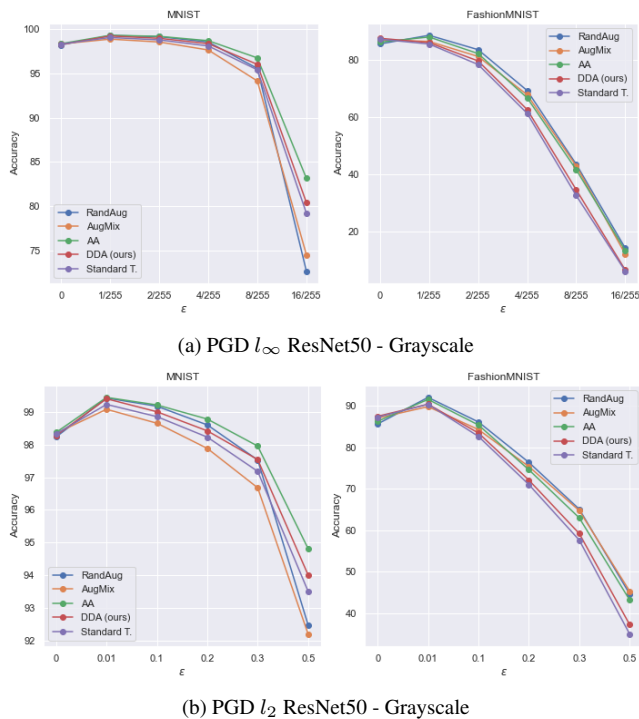 MNIST
100
95
90
85
80
75
Accuracy
RandAug
AugMix
AA
DDA (ours)
Standard T.
0 1/255 2/255 4/255 8/255 16/255
ε
FashionMNIST
80
60
40
20
Accuracy
RandAug
AugMix
AA
DDA (ours)
Standard T.
0 1/255 2/255 4/255 8/255 16/255
ε
(a) PGD l∞ ResNet50 - Grayscale
MNIST
99
98
97
96
95
94
93
92
Accuracy
RandAug
AugMix
AA
DDA (ours)
Standard T.
0 0.01 0.1 0.2 0.3 0.5
ε
FashionMNIST
90
80
70
60
50
40
Accuracy
RandAug
AugMix
AA
DDA (ours)
Standard T.
0 0.01 0.1 0.2 0.3 0.5
ε
(b) PGD l₂ ResNet50 - Grayscale